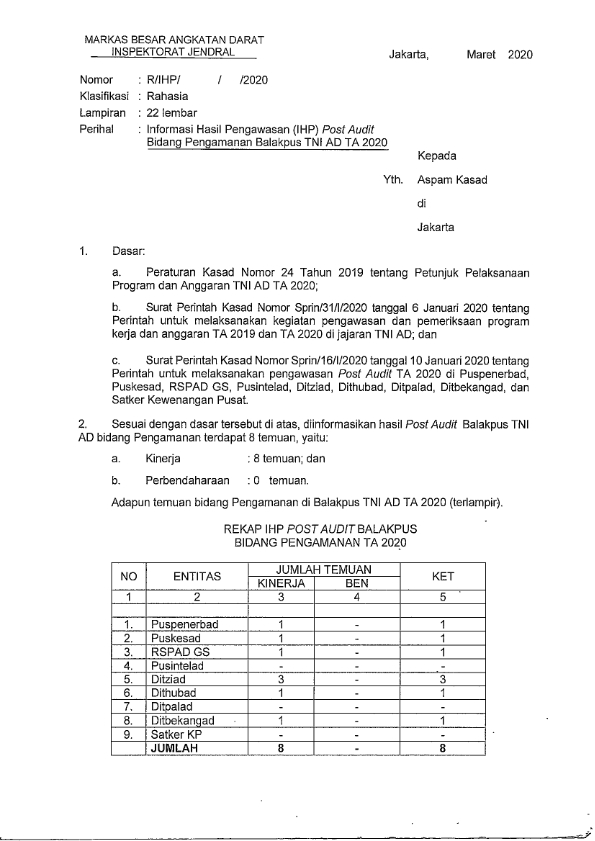 MARKAS BESAR ANGKATAN DARAT
INSPEKTORAT JENDRAL
Jakarta, Maret 2020
Nomor : R/IHP/ / /2020
Klasifikasi : Rahasia
Lampiran : 22 lembar
Perihal : Informasi Hasil Pengawasan (IHP) Post Audit
Bidang Pengamanan Balakpus TNI AD TA 2020
Kepada
Yth. Aspam Kasad
di
Jakarta
1. Dasar:
a. Peraturan Kasad Nomor 24 Tahun 2019 tentang Petunjuk Pelaksanaan
Program dan Anggaran TNI AD TA 2020;
b. Surat Perintah Kasad Nomor Sprin/31/I/2020 tanggal 6 Januari 2020 tentang
Perintah untuk melaksanakan kegiatan pengawasan dan pemeriksaan program
kerja dan anggaran TA 2019 dan TA 2020 di jajaran TNI AD; dan
c. Surat Perintah Kasad Nomor Sprin/16/I/2020 tanggal 10 Januari 2020 tentang
Perintah untuk melaksanakan pengawasan Post Audit TA 2020 di Puspenerbad,
Puskesad, RSPAD GS, Pusintelad, Ditziad, Dithubad, Ditpalad, Ditbekangad, dan
Satker Kewenangan Pusat.
2. Sesuai dengan dasar tersebut di atas, diinformasikan hasil Post Audit Balakpus TNI
AD bidang Pengamanan terdapat 8 temuan, yaitu:
a. Kinerja : 8 temuan; dan
b. Perbendaharaan : 0 temuan.
Adapun temuan bidang Pengamanan di Balakpus TNI AD TA 2020 (terlampir).
REKAP IHP POST AUDIT BALAKPUS
BIDANG PENGAMANAN TA 2020
NO ENTITAS JUMLAH TEMUAN KET
KINERJA BEN
1 2 3 4 5
1. Puspenerbad 1 - 1
2. Puskesad 1 - 1
3. RSPAD GS 1 - 1
4. Pusintelad - - -
5. Ditziad 3 - 3
6. Dithubad 1 - 1
7. Ditpalad - - -
8. Ditbekangad 1 - 1
9. Satker KP - - -
JUMLAH 8 - 8